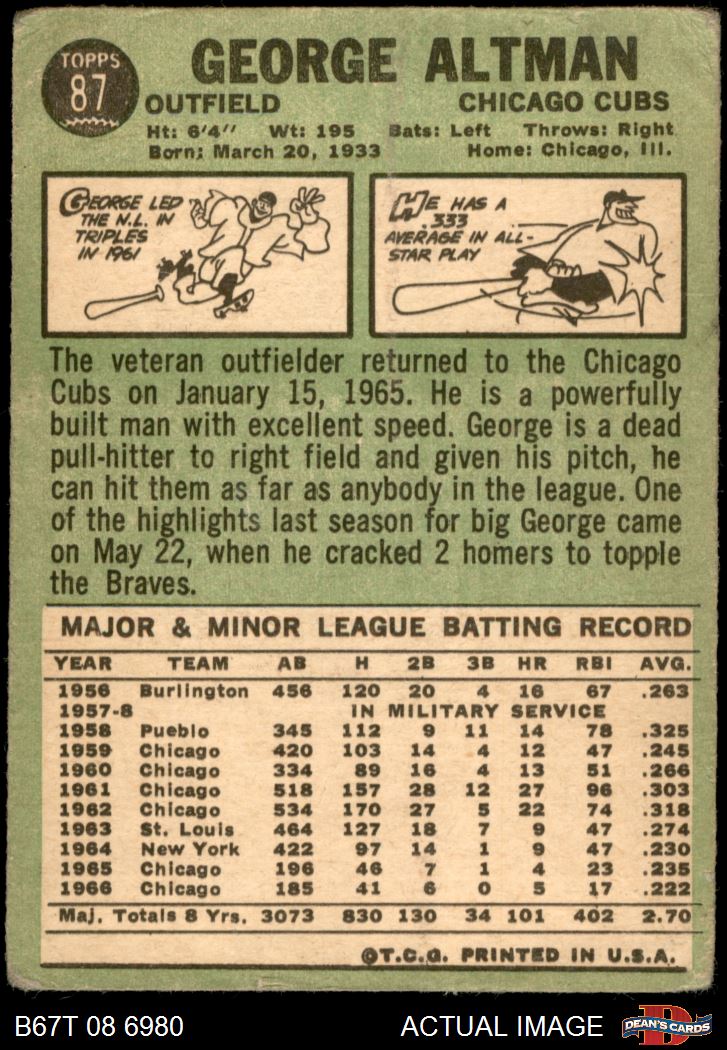 TOPPS
87
GEORGE ALTMAN
OUTFIELD CHICAGO CUBS
Ht: 6'4" Wt: 195 Bats: Left Throws: Right
Born: March 20, 1933 Home: Chicago, Ill.
GEORGE LED
THE N.L. IN
TRIPLES
IN 1961
HE HAS A
.333
AVERAGE IN ALL-
STAR PLAY
The veteran outfielder returned to the Chicago
Cubs on January 15, 1965. He is a powerfully
built man with excellent speed. George is a dead
pull-hitter to right field and given his pitch, he
can hit them as far as anybody in the league. One
of the highlights last season for big George came
on May 22, when he cracked 2 homers to topple
the Braves.
MAJOR & MINOR LEAGUE BATTING RECORD
YEAR TEAM AB H 2B 3B HR RBI AVG.
1956 Burlington 456 120 20 4 16 67 .263
1957-8 IN MILITARY SERVICE
1958 Pueblo 345 112 9 11 14 78 .325
1959 Chicago 420 103 14 4 12 47 .245
1960 Chicago 334 89 16 4 13 51 .266
1961 Chicago 518 157 28 12 27 96 .303
1962 Chicago 534 170 27 5 22 74 .318
1963 St. Louis 464 127 18 7 9 47 .274
1964 New York 422 97 14 1 9 47 .230
1965 Chicago 196 46 7 1 4 23 .235
1966 Chicago 185 41 6 0 5 17 .222
Maj. Totals 8 Yrs. 3073 830 130 34 101 402 2.70
©T.C.G. PRINTED IN U.S.A.
B67T 08 6980 ACTUAL IMAGE D DEAN'S CARDS